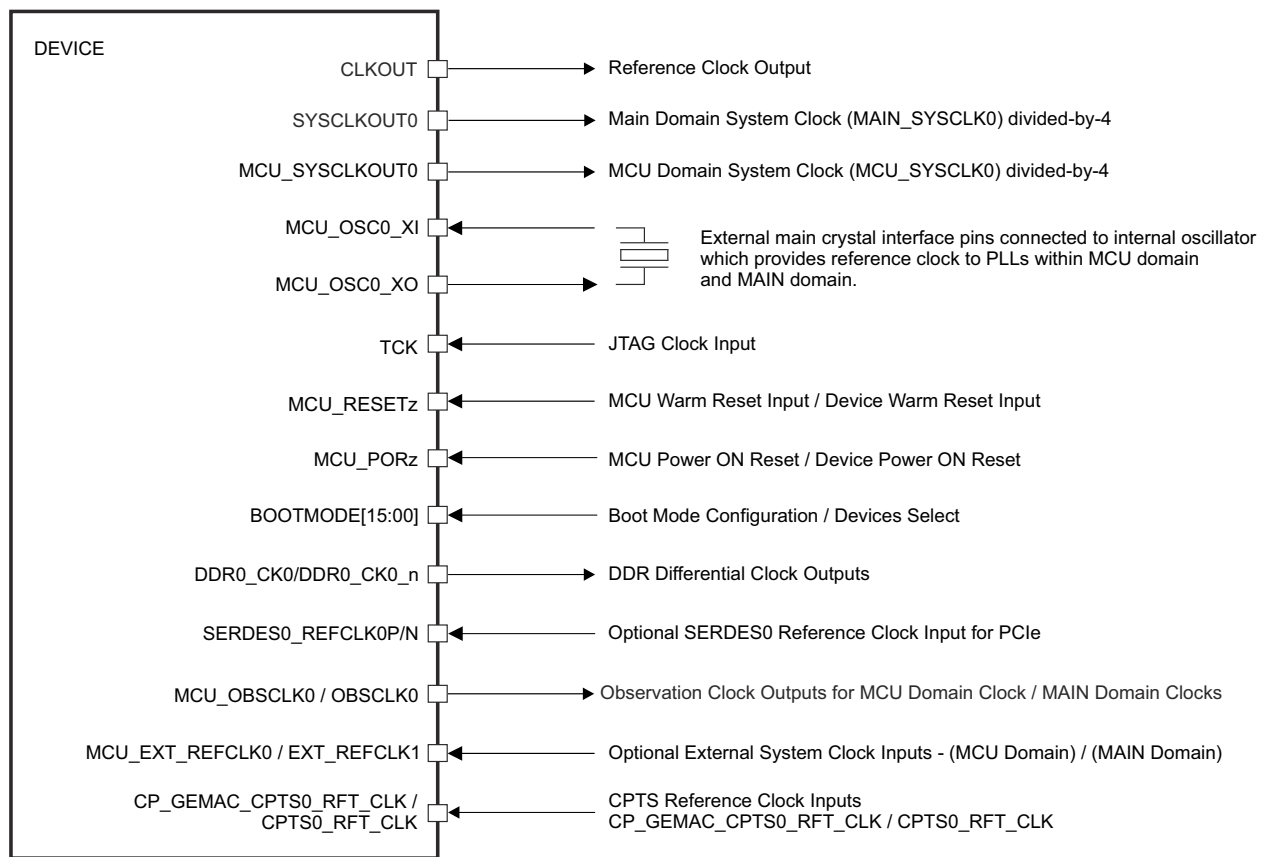 DEVICE
CLKOUT Reference Clock Output
SYSCLKOUT0 Main Domain System Clock (MAIN_SYSCLK0) divided-by-4
MCU_SYSCLKOUT0 MCU Domain System Clock (MCU_SYSCLK0) divided-by-4
MCU_OSC0_XI
External main crystal interface pins connected to internal oscillator
which provides reference clock to PLLs within MCU domain
and MAIN domain.
MCU_OSC0_XO
TCK JTAG Clock Input
MCU_RESETz MCU Warm Reset Input / Device Warm Reset Input
MCU_PORz MCU Power ON Reset / Device Power ON Reset
BOOTMODE[15:00] Boot Mode Configuration / Devices Select
DDR0_CK0/DDR0_CK0_n DDR Differential Clock Outputs
SERDES0_REFCLK0P/N Optional SERDES0 Reference Clock Input for PCIe
MCU_OBSCLK0 / OBSCLK0 Observation Clock Outputs for MCU Domain Clock / MAIN Domain Clocks
MCU_EXT_REFCLK0 / EXT_REFCLK1 Optional External System Clock Inputs - (MCU Domain) / (MAIN Domain)
CP_GEMAC_CPTS0_RFT_CLK / CPTS Reference Clock Inputs
CPTS0_RFT_CLK CP_GEMAC_CPTS0_RFT_CLK / CPTS0_RFT_CLK